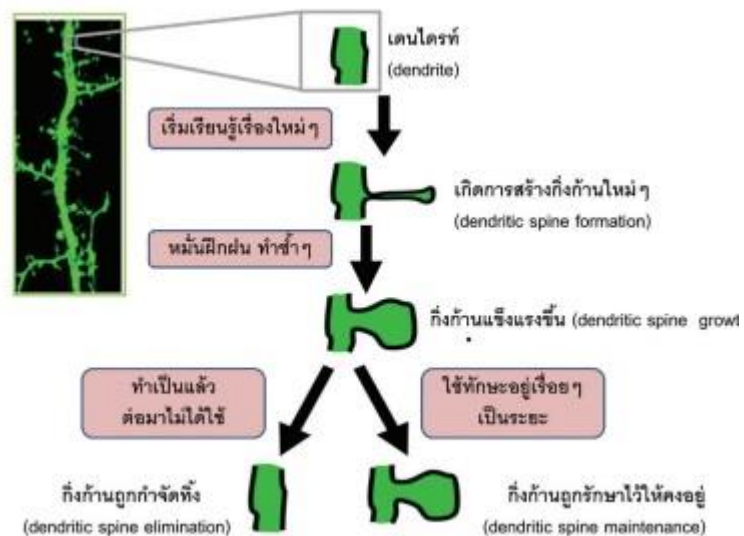 เดนไดรท์
(dendrite)
เริ่มเรียนรู้เรื่องใหม่ๆ
เกิดการสร้างกิ่งก้านใหม่ๆ
(dendritic spine formation)
หมั่นฝึกฝน ทำซ้ำๆ
กิ่งก้านแข็งแรงขึ้น (dendritic spine growt
ทำเป็นแล้ว
ต่อมาไม่ได้ใช้
ใช้ทักษะอยู่เรื่อยๆ
เป็นระยะ
กิ่งก้านถูกกำจัดทิ้ง
(dendritic spine elimination)
กิ่งก้านถูกรักษาไว้ให้คงอยู่
(dendritic spine maintenance)